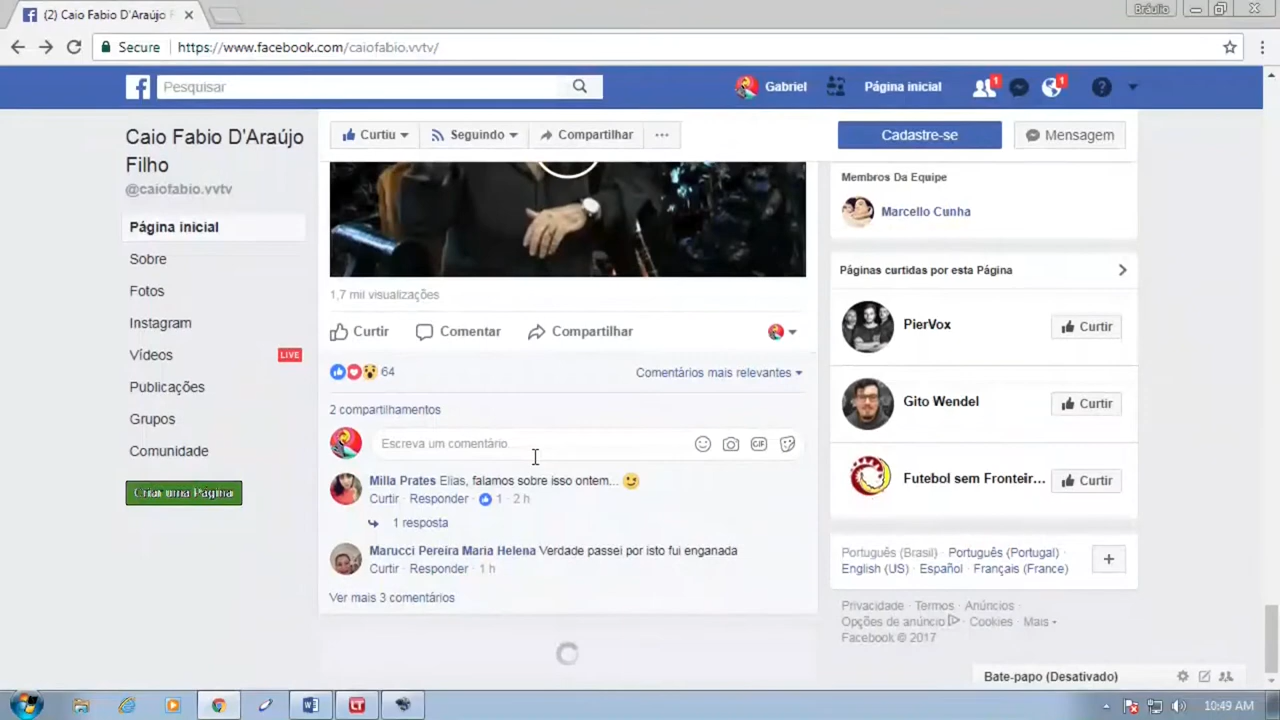 (2) Caio Fabio D'Araújo F
Bráulio
Secure
https://www.facebook.com/caiofabio.vvtv/
Pesquisar
Gabriel
Página inicial
1
1
Caio Fabio D'Araújo
Filho
@caiofabio.vvtv
Página inicial
Sobre
Fotos
Instagram
Vídeos
LIVE
Publicações
Grupos
Comunidade
Criar uma Página
Curtiu
Seguindo
Compartilhar
Cadastre-se
Mensagem
1,7 mil visualizações
Curtir
Comentar
Compartilhar
64
Comentários mais relevantes
2 compartilhamentos
Escreva um comentário
GIF
Milla Prates Elias, falamos sobre isso ontem...
Curtir · Responder · 1 · 2 h
1 resposta
Marucci Pereira Maria Helena Verdade passei por isto fui enganada
Curtir · Responder · 1 h
Ver mais 3 comentários
Membros Da Equipe
Marcello Cunha
Páginas curtidas por esta Página
PierVox
Curtir
Gito Wendel
Curtir
Futebol sem Fronteir...
Curtir
Português (Brasil) · Português (Portugal) ·
English (US) · Español · Français (France)
Privacidade · Termos · Anúncios ·
Opções de anúncio · Cookies · Mais
Facebook © 2017
Bate-papo (Desativado)
10:49 AM